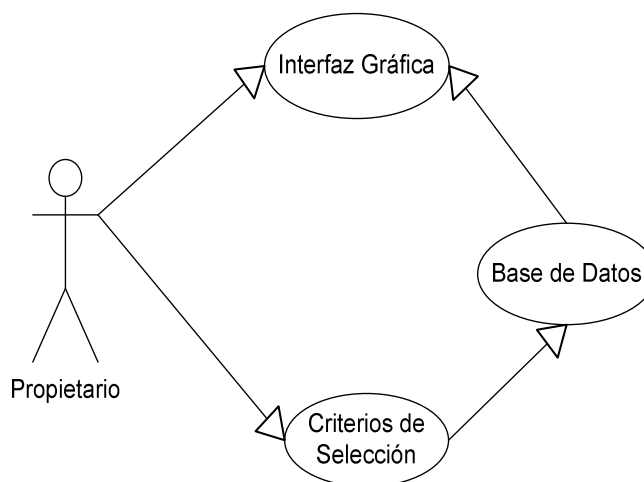 Interfaz Gráfica
Base de Datos
Propietario
Criterios de
Selección